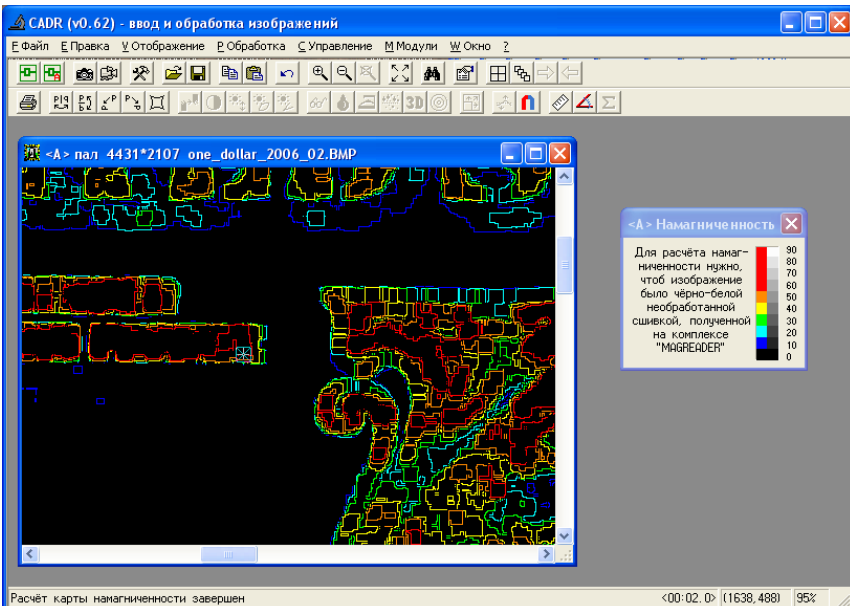 CADR (v0.62) - ввод и обработка изображений
F Файл E Правка V Отображение P Обработка C Управление M Модули W Окно ?
3D
<A> пал 4431*2107 one_dollar_2006_02.BMP
<A> Намагниченность
Для расчёта намаг-
ниченности нужно,
чтоб изображение
было чёрно-белой
необработанной
сшивкой, полученной
на комплексе
"MAGREADER"
90
80
70
60
50
40
30
20
10
0
Расчёт карты намагниченности завершен
<00:02.0> (1638,488) 95%